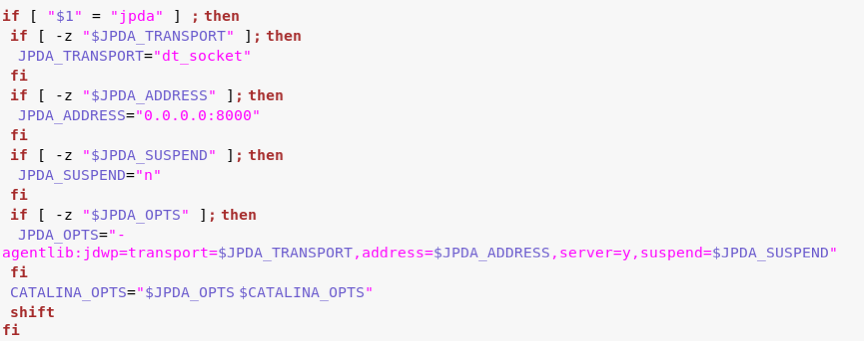 if [ "$1" = "jpda" ] ; then
if [ -z "$JPDA_TRANSPORT" ]; then
JPDA_TRANSPORT="dt_socket"
fi
if [ -z "$JPDA_ADDRESS" ]; then
JPDA_ADDRESS="0.0.0.0:8000"
fi
if [ -z "$JPDA_SUSPEND" ]; then
JPDA_SUSPEND="n"
fi
if [ -z "$JPDA_OPTS" ]; then
JPDA_OPTS="-
agentlib:jdwp=transport=$JPDA_TRANSPORT,address=$JPDA_ADDRESS,server=y,suspend=$JPDA_SUSPEND"
fi
CATALINA_OPTS="$JPDA_OPTS $CATALINA_OPTS"
shift
fi